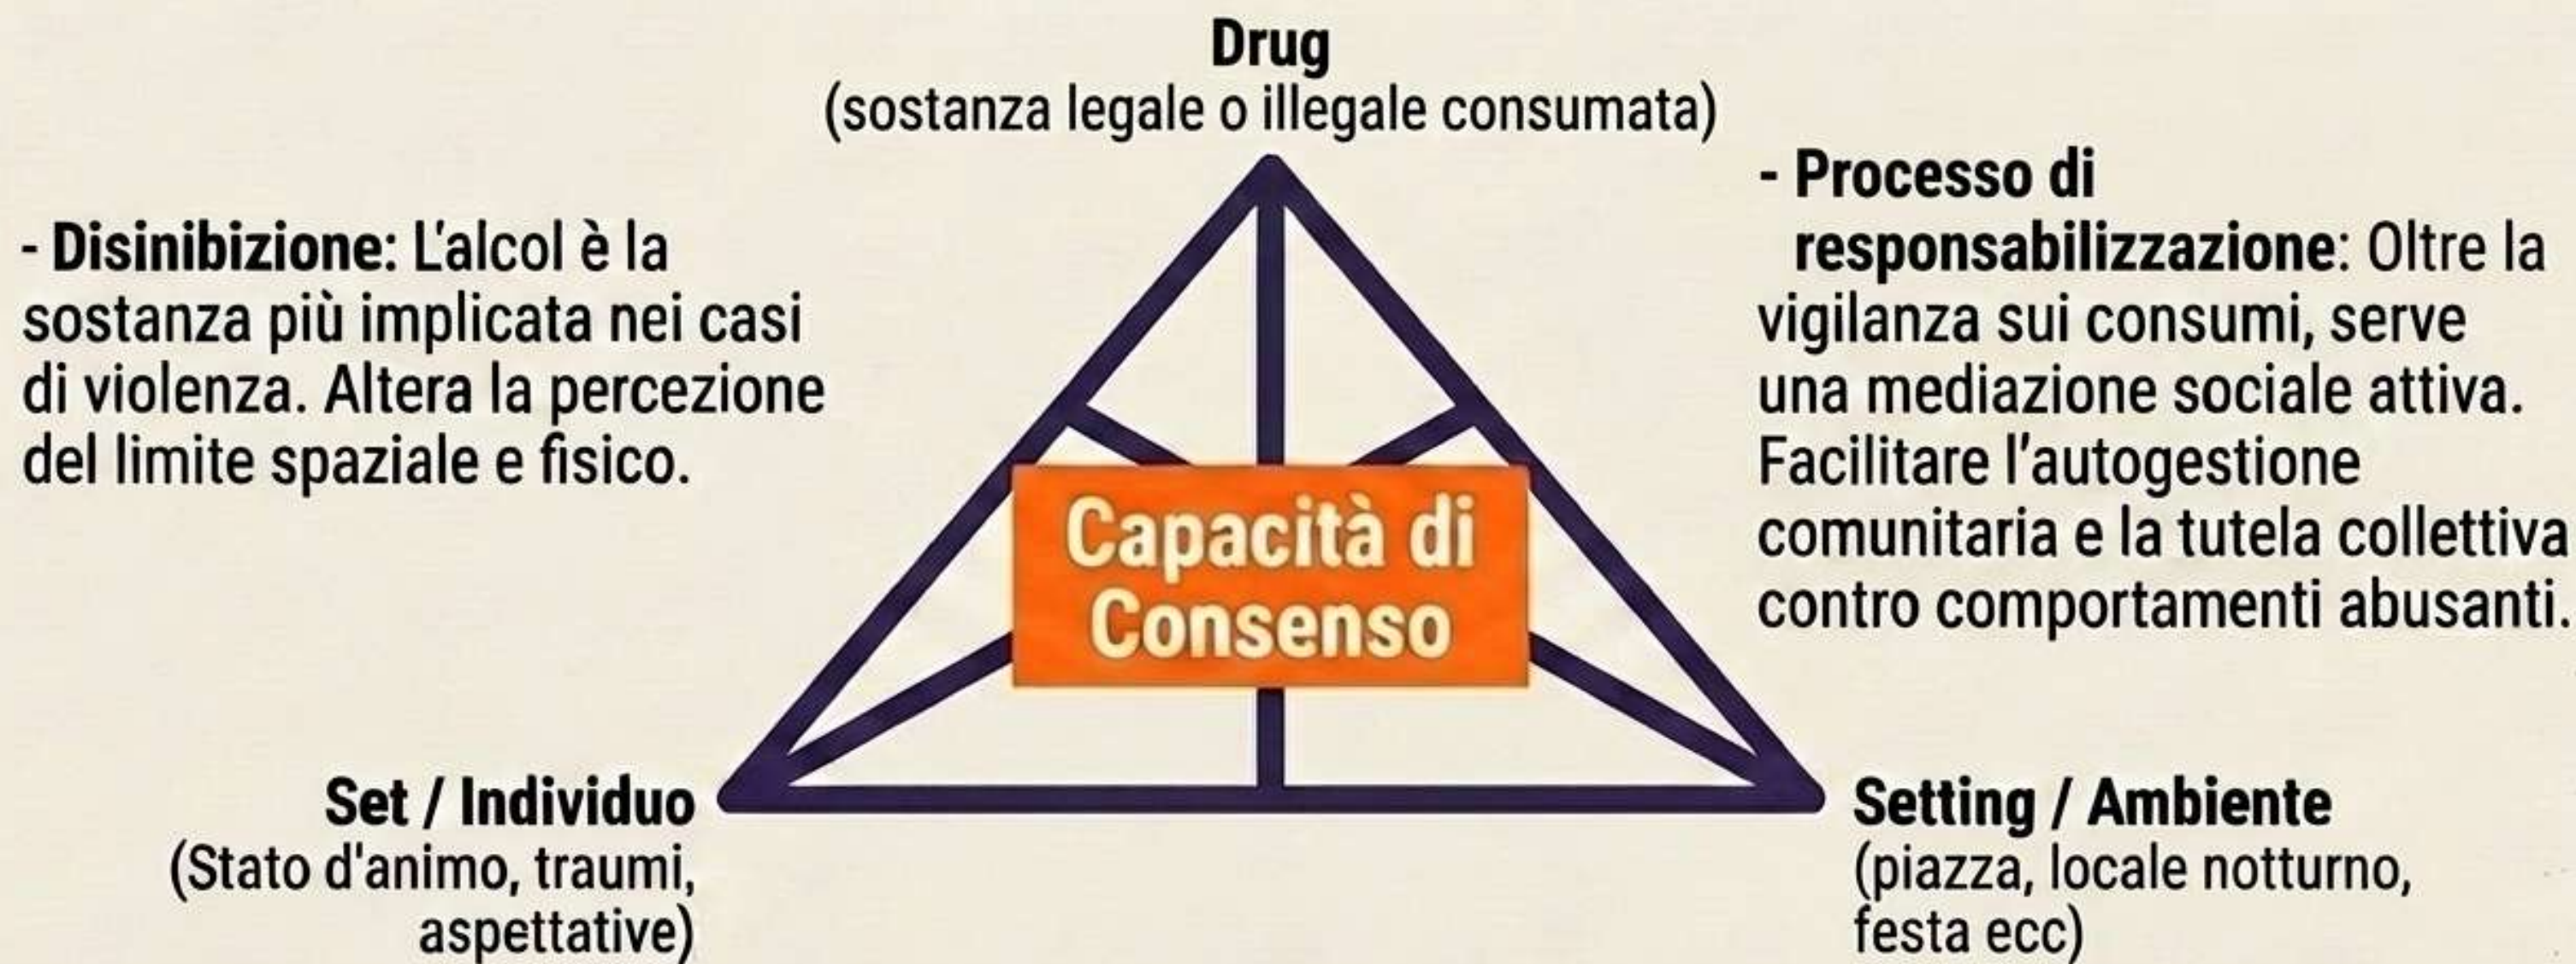 Drug
(sostanza legale o illegale consumata)
- Disinibizione: L'alcol è la
sostanza più implicata nei casi
di violenza. Altera la percezione
del limite spaziale e fisico.
- Processo di
responsabilizzazione: Oltre la
vigilanza sui consumi, serve
una mediazione sociale attiva.
Facilitare l'autogestione
comunitaria e la tutela collettiva
contro comportamenti abusanti.
Capacità di
Consenso
Set / Individuo
(Stato d'animo, traumi,
aspettative)
Setting / Ambiente
(piazza, locale notturno,
festa ecc)